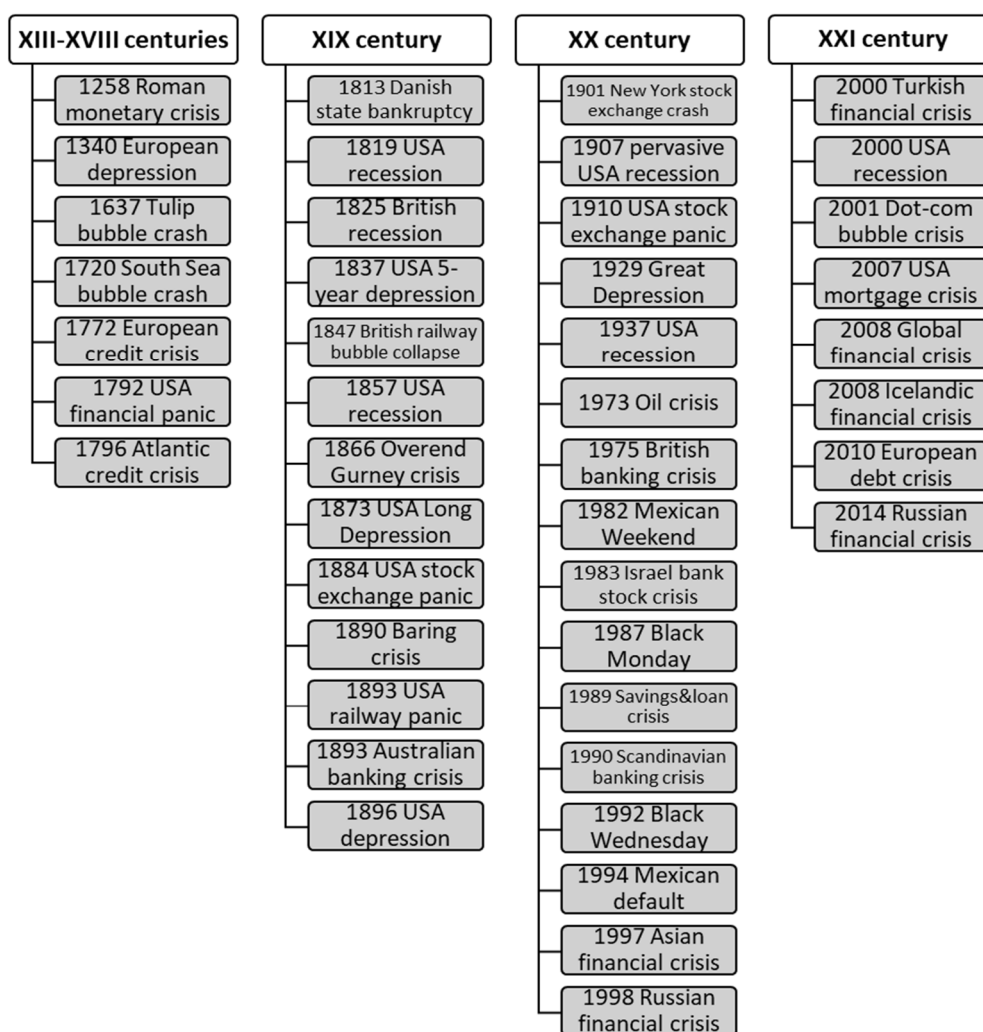 XIII-XVIII centuries
1258 Roman
monetary crisis
1340 European
depression
1637 Tulip
bubble crash
1720 South Sea
bubble crash
1772 European
credit crisis
1792 USA
financial panic
1796 Atlantic
credit crisis
XIX century
1813 Danish
state bankruptcy
1819 USA
recession
1825 British
recession
1837 USA 5-
year depression
1847 British railway
bubble collapse
1857 USA
recession
1866 Overend
Gurney crisis
1873 USA Long
Depression
1884 USA stock
exchange panic
1890 Baring
crisis
1893 USA
railway panic
1893 Australian
banking crisis
1896 USA
depression
XX century
1901 New York stock
exchange crash
1907 pervasive
USA recession
1910 USA stock
exchange panic
1929 Great
Depression
1937 USA
recession
1973 Oil crisis
1975 British
banking crisis
1982 Mexican
Weekend
1983 Israel bank
stock crisis
1987 Black
Monday
1989 Savings&loan
crisis
1990 Scandinavian
banking crisis
1992 Black
Wednesday
1994 Mexican
default
1997 Asian
financial crisis
1998 Russian
financial crisis
XXI century
2000 Turkish
financial crisis
2000 USA
recession
2001 Dot-com
bubble crisis
2007 USA
mortgage crisis
2008 Global
financial crisis
2008 Icelandic
financial crisis
2010 European
debt crisis
2014 Russian
financial crisis